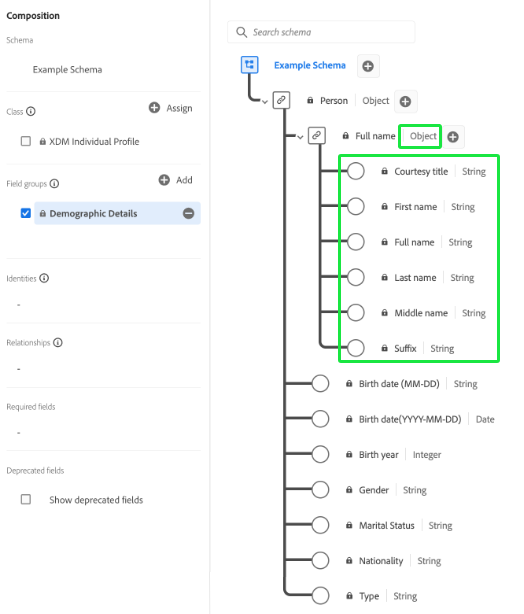 Composition
Schema
Example Schema
Class
Assign
XDM Individual Profile
Field groups
Add
Demographic Details
Identities
-
Relationships
-
Required fields
-
Deprecated fields
Show deprecated fields
Search schema
Example Schema
Person Object
Full name Object
Courtesy title String
First name String
Full name String
Last name String
Middle name String
Suffix String
Birth date (MM-DD) String
Birth date(YYYY-MM-DD) Date
Birth year Integer
Gender String
Marital Status String
Nationality String
Type String